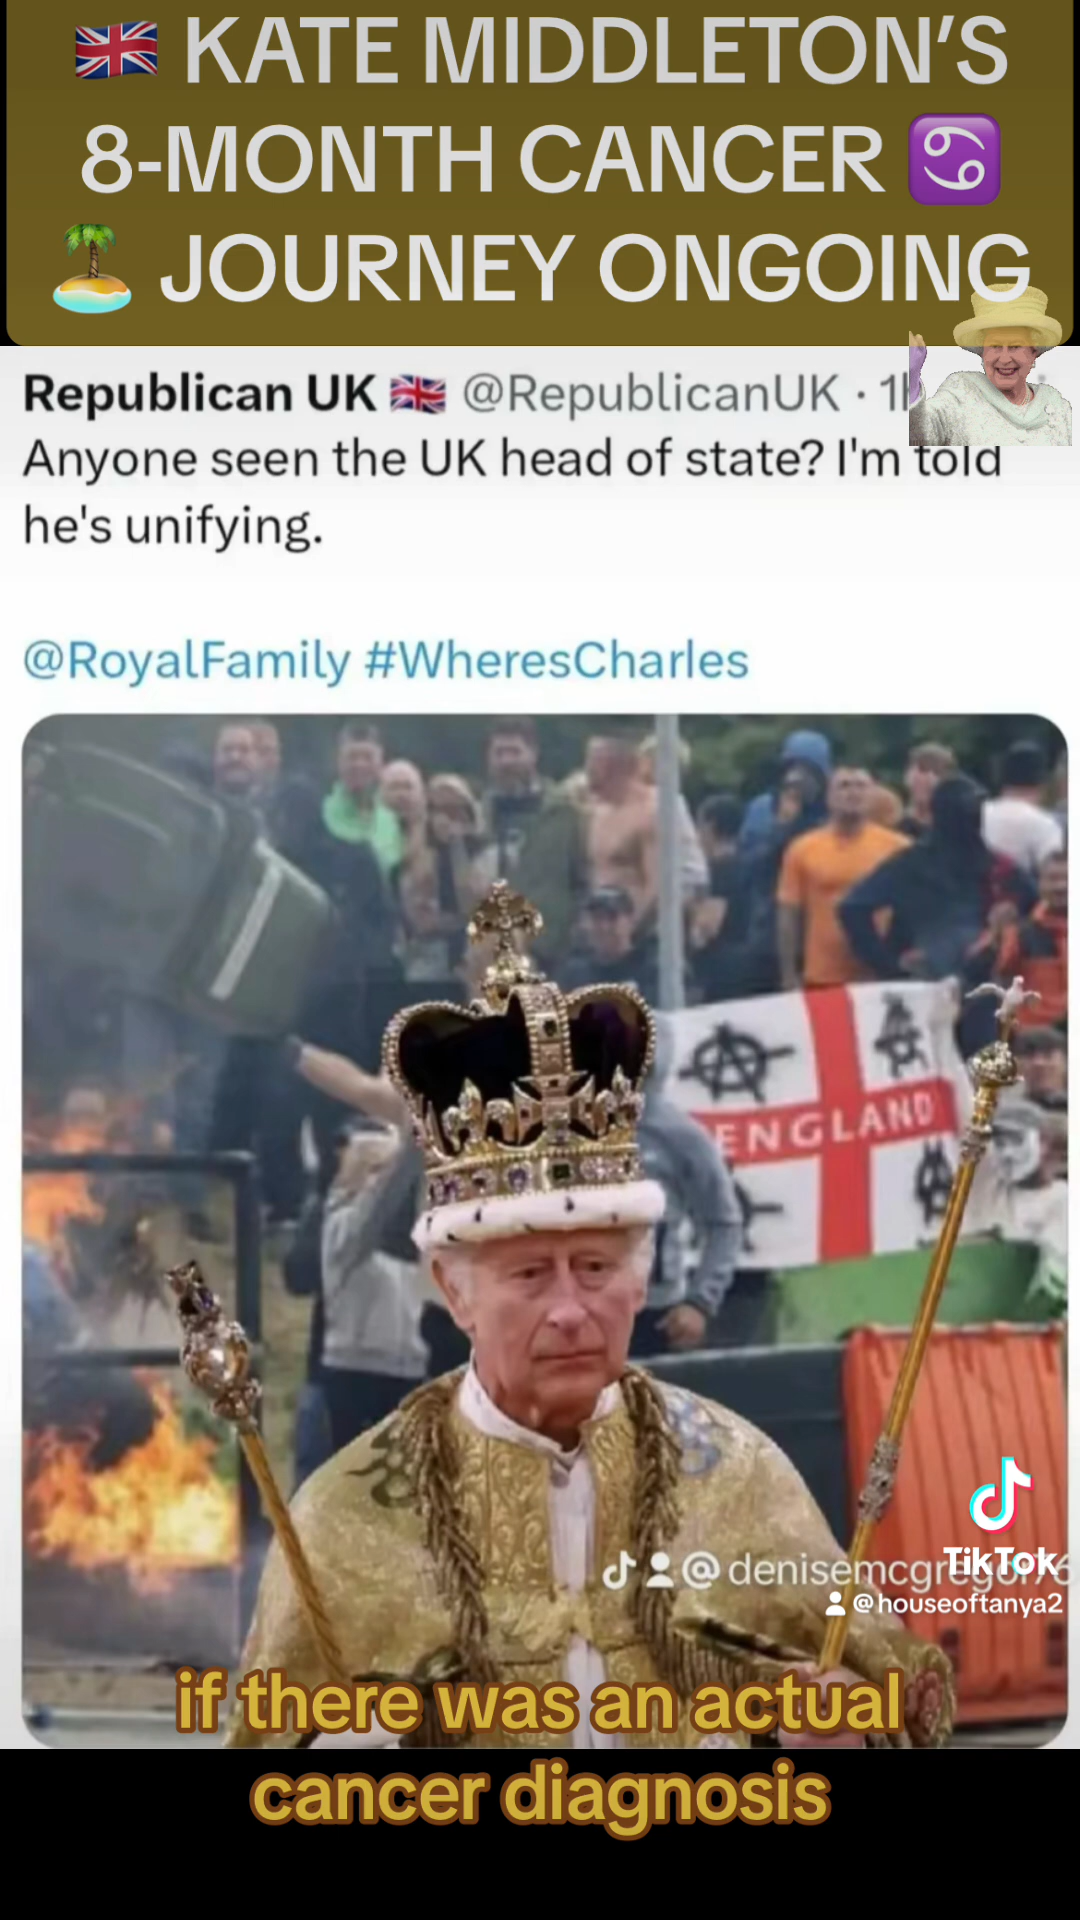 🇬🇧 KATE MIDDLETON'S
8-MONTH CANCER ♋
🏝️ JOURNEY ONGOING
Republican UK 🇬🇧 @RepublicanUK · 1h
Anyone seen the UK head of state? I'm told
he's unifying.
@RoyalFamily #WheresCharles
ENGLAND
TikTok
@
@houseoftanya2
if there was an actual
cancer diagnosis